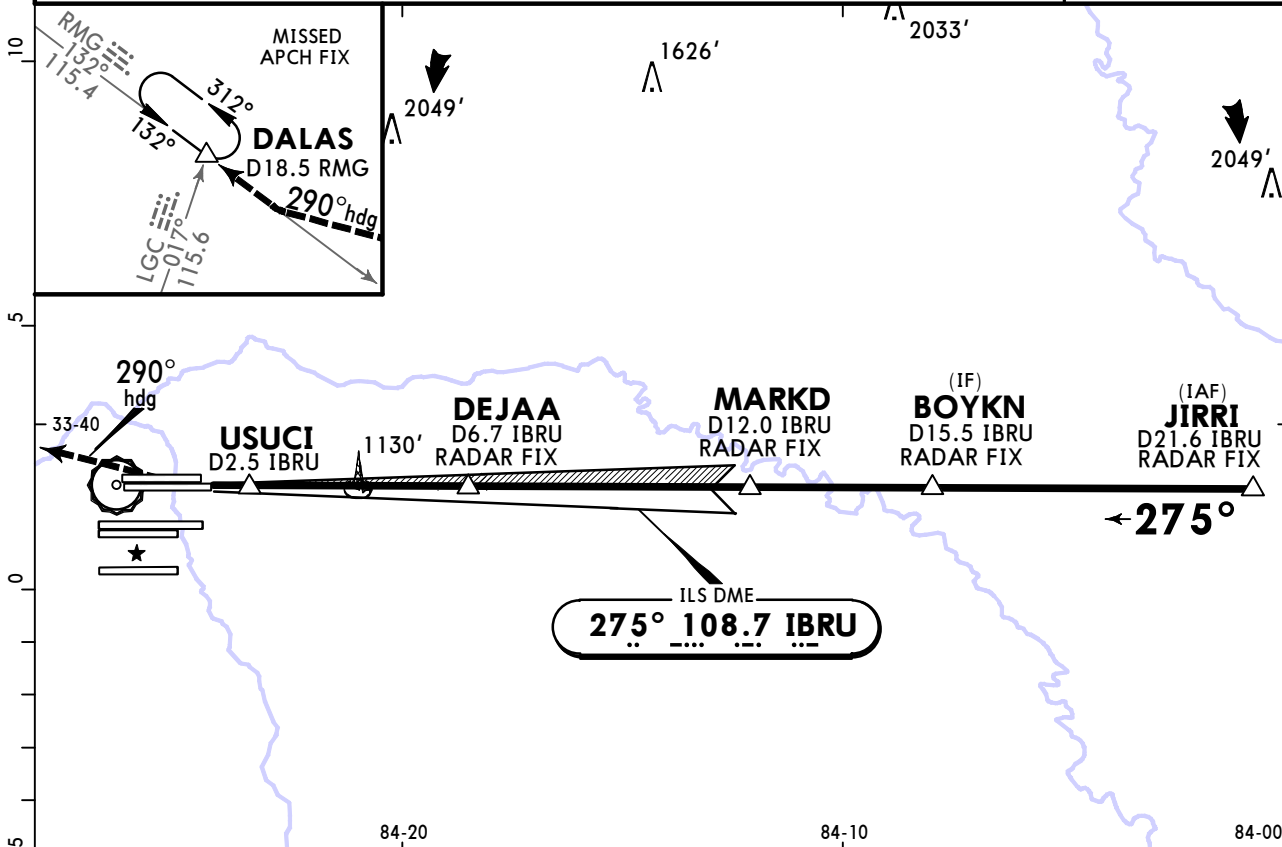 10
5
0
5
RMG
132°
115.4
MISSED
APCH FIX
312°
132°
DALAS
D18.5 RMG
290° hdg
LGC
017°
115.6
2049'
1626'
2033'
2049'
290°
hdg
33-40
USUCI
D2.5 IBRU
1130'
DEJAA
D6.7 IBRU
RADAR FIX
MARKD
D12.0 IBRU
RADAR FIX
(IF)
BOYKN
D15.5 IBRU
RADAR FIX
(IAF)
JIRRI
D21.6 IBRU
RADAR FIX
275°
ILS DME
275° 108.7 IBRU
84-20
84-10
84-00